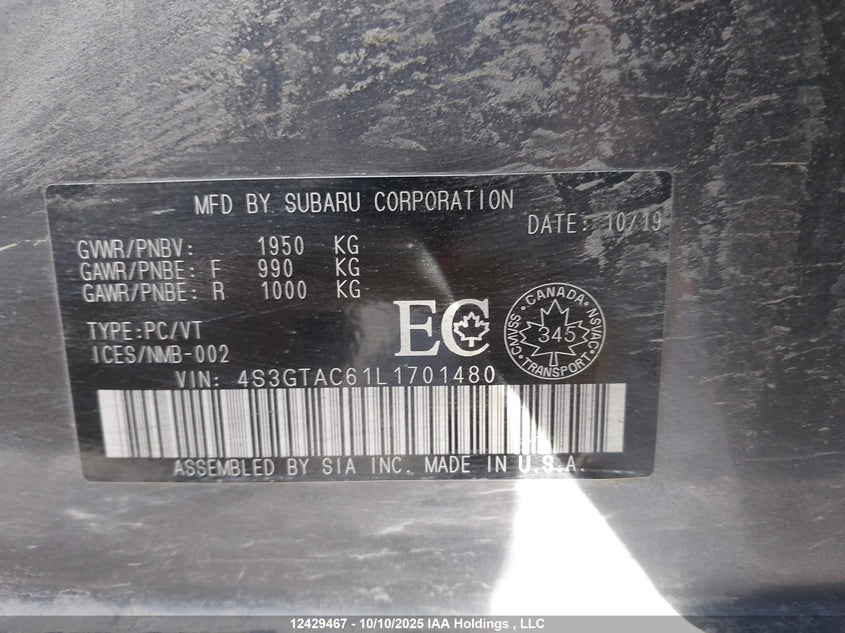 MFD BY SUBARU CORPORATION
DATE: 10/19
GVWR/PNBV: 1950 KG
GAWR/PNBE: F 990 KG
GAWR/PNBE: R 1000 KG
TYPE:PC/VT
ICES/NMB-002
EC
CANADA
CMVSS NSVAC
345
TRANSPORT
VIN: 4S3GTAC61L1701480
ASSEMBLED BY SIA INC. MADE IN U.S.A.
12429467 - 10/10/2025 IAA Holdings , LLC